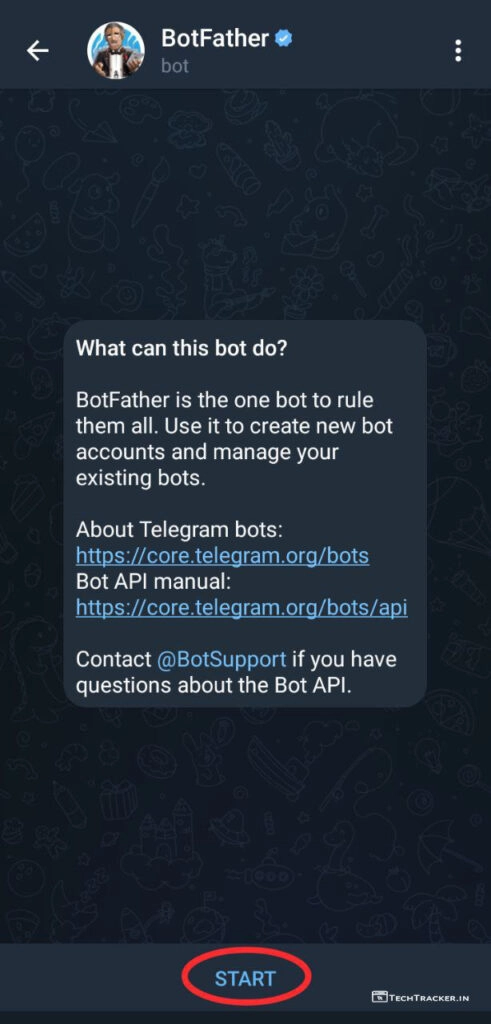 BotFather
bot
What can this bot do?
BotFather is the one bot to rule
them all. Use it to create new bot
accounts and manage your
existing bots.
About Telegram bots:
https://core.telegram.org/bots
Bot API manual:
https://core.telegram.org/bots/api
Contact @BotSupport if you have
questions about the Bot API.
START
TechTracker.in